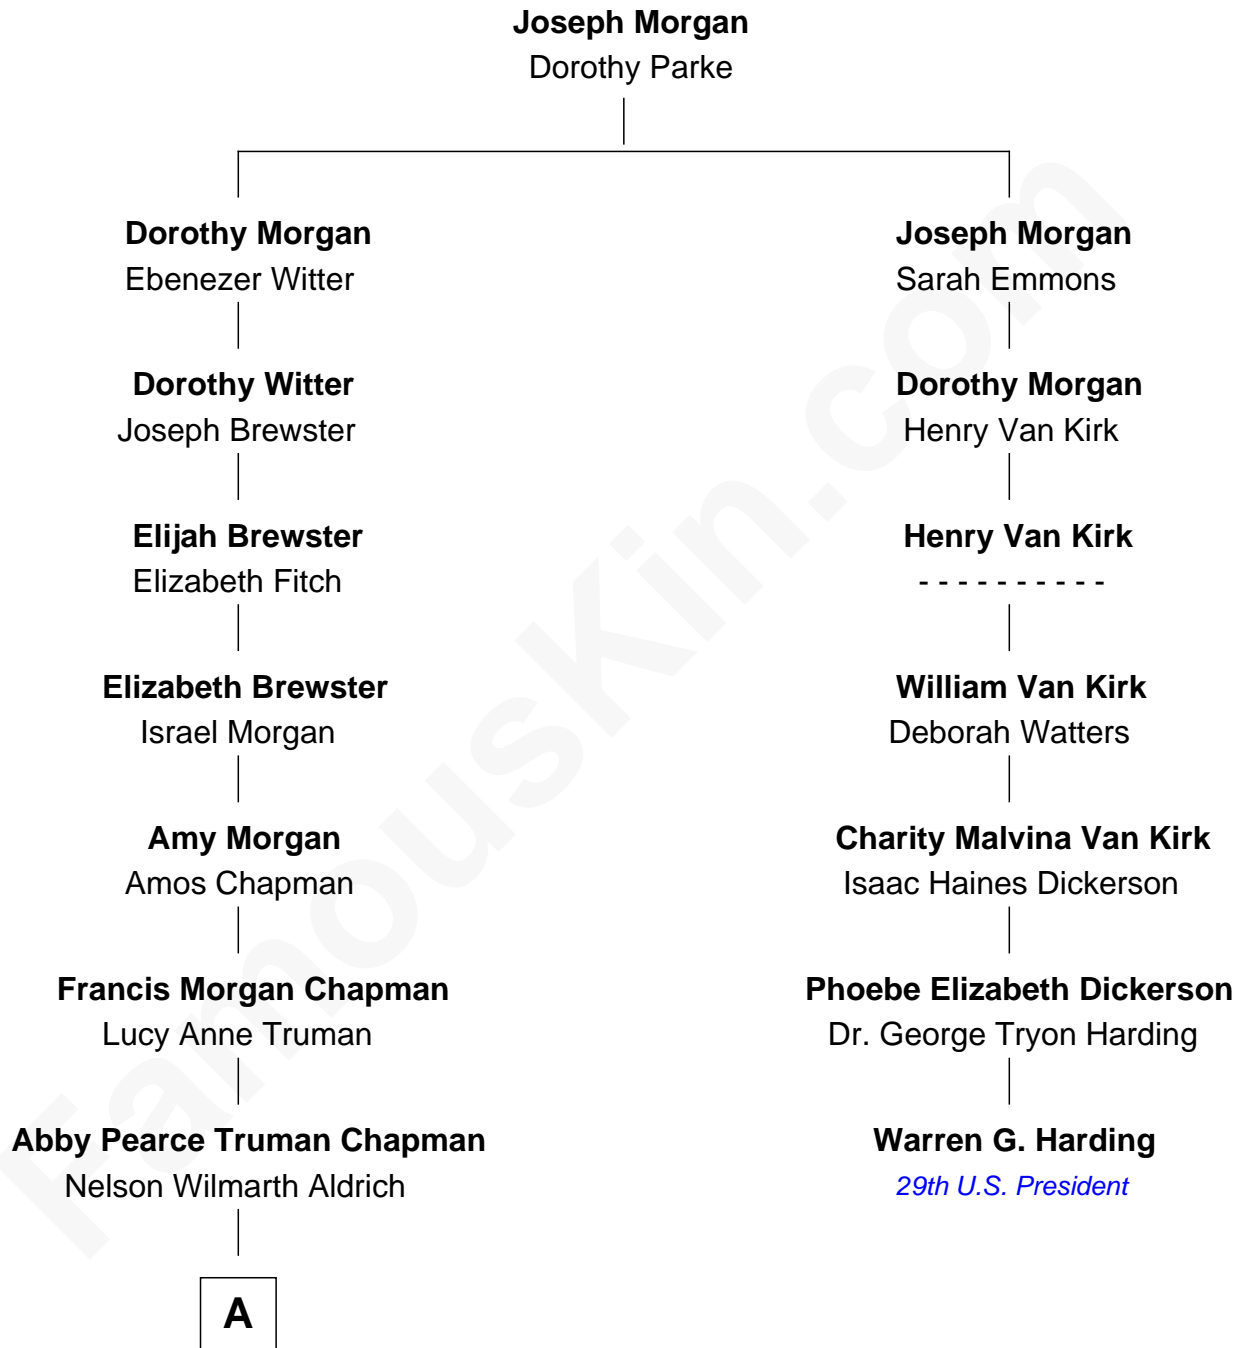 Joseph Morgan
Dorothy Parke
Dorothy Morgan
Ebenezer Witter
Dorothy Witter
Joseph Brewster
Elijah Brewster
Elizabeth Fitch
Elizabeth Brewster
Israel Morgan
Amy Morgan
Amos Chapman
Francis Morgan Chapman
Lucy Anne Truman
Abby Pearce Truman Chapman
Nelson Wilmarth Aldrich
A
Joseph Morgan
Sarah Emmons
Dorothy Morgan
Henry Van Kirk
Henry Van Kirk
- - - - - - - - - -
William Van Kirk
Deborah Watters
Charity Malvina Van Kirk
Isaac Haines Dickerson
Phoebe Elizabeth Dickerson
Dr. George Tryon Harding
Warren G. Harding
29th U.S. President
FamousKin.com